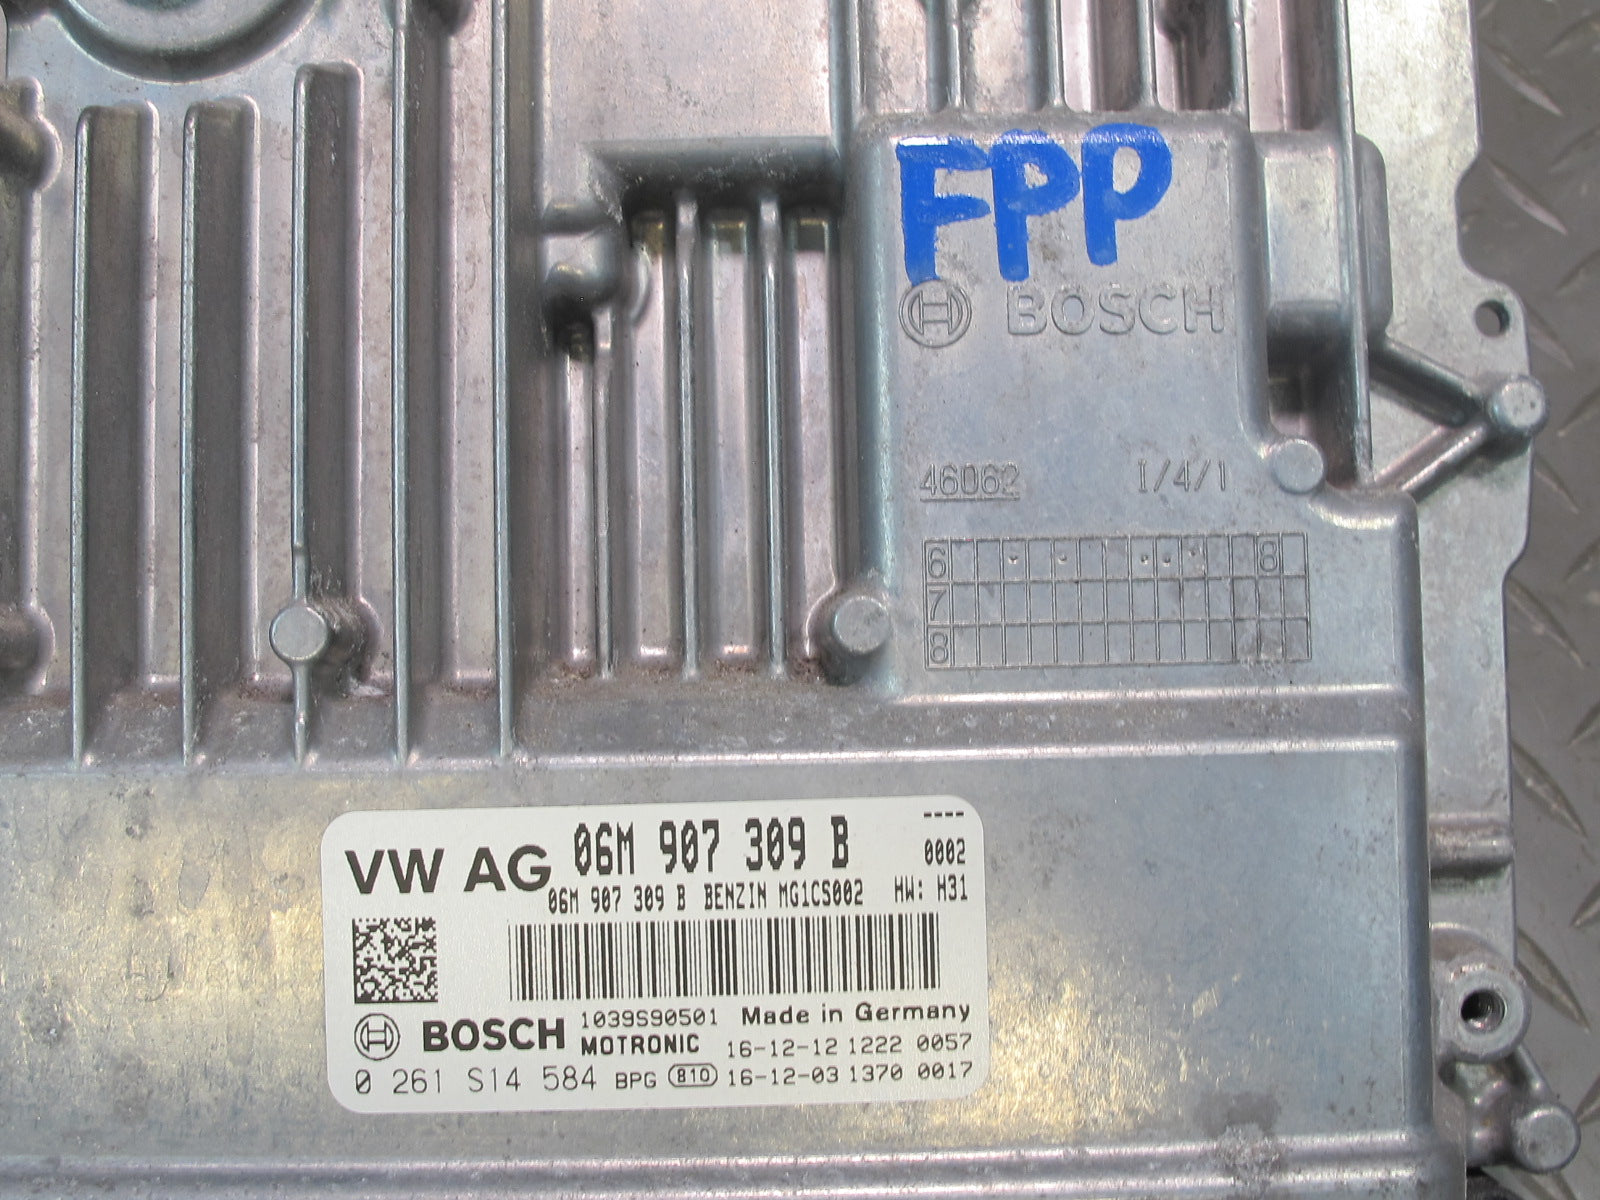 FPP
BOSCH
46062 1/4/1
6 8
7
8
----
VW AG 06M 907 309 B 0002
06M 907 309 B BENZIN MG1CS002 HW: H31
BOSCH 1039S90501 Made in Germany
MOTRONIC 16-12-12 1222 0057
0 261 S14 584 BPG 810 16-12-03 1370 0017